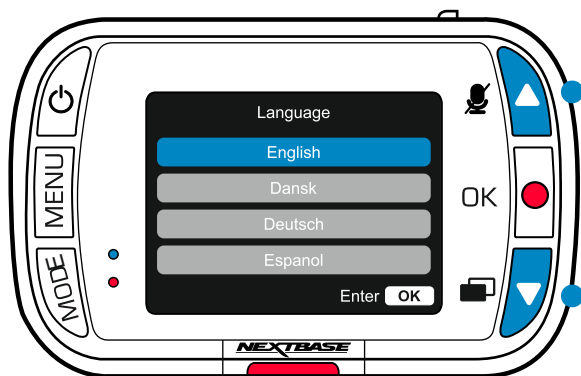 Language
English
MENU
Dansk
OK
Deutsch
MODE
Espanol
Enter OK
NEXTBASE